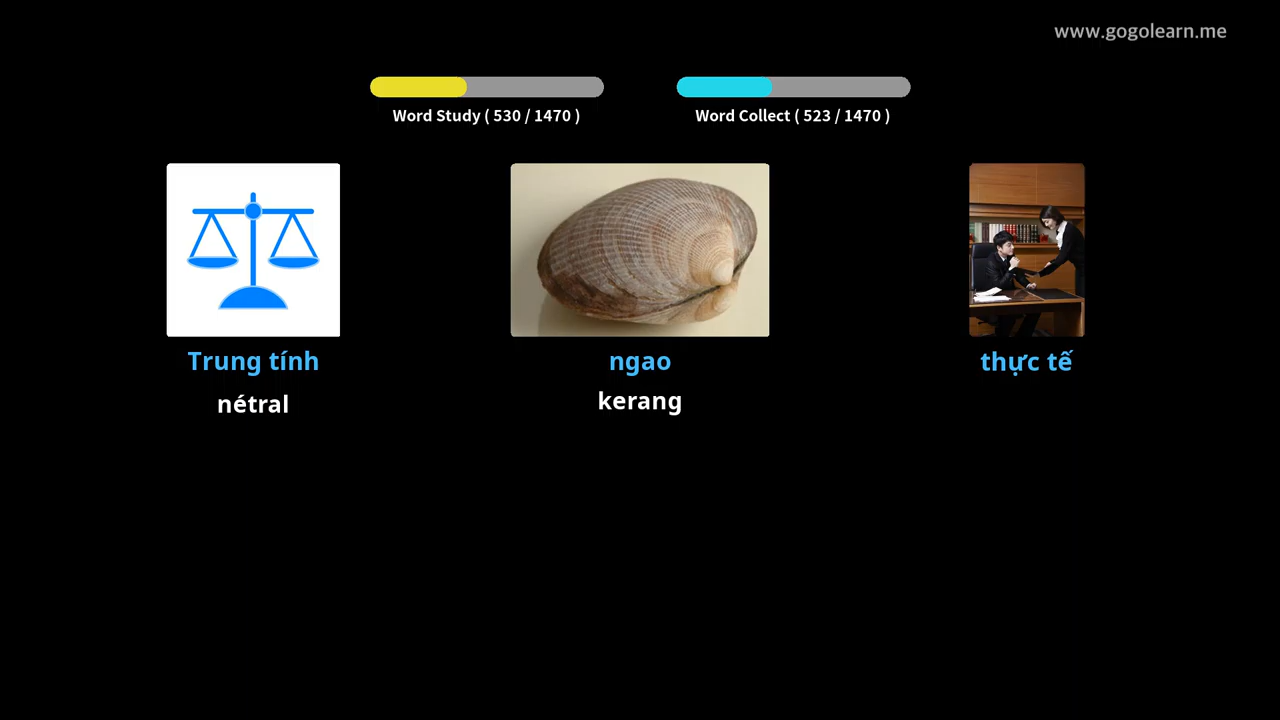 www.gogolearn.me
Word Study ( 530 / 1470 )
Word Collect ( 523 / 1470 )
Trung tính
ngao
thực tế
nétral
kerang